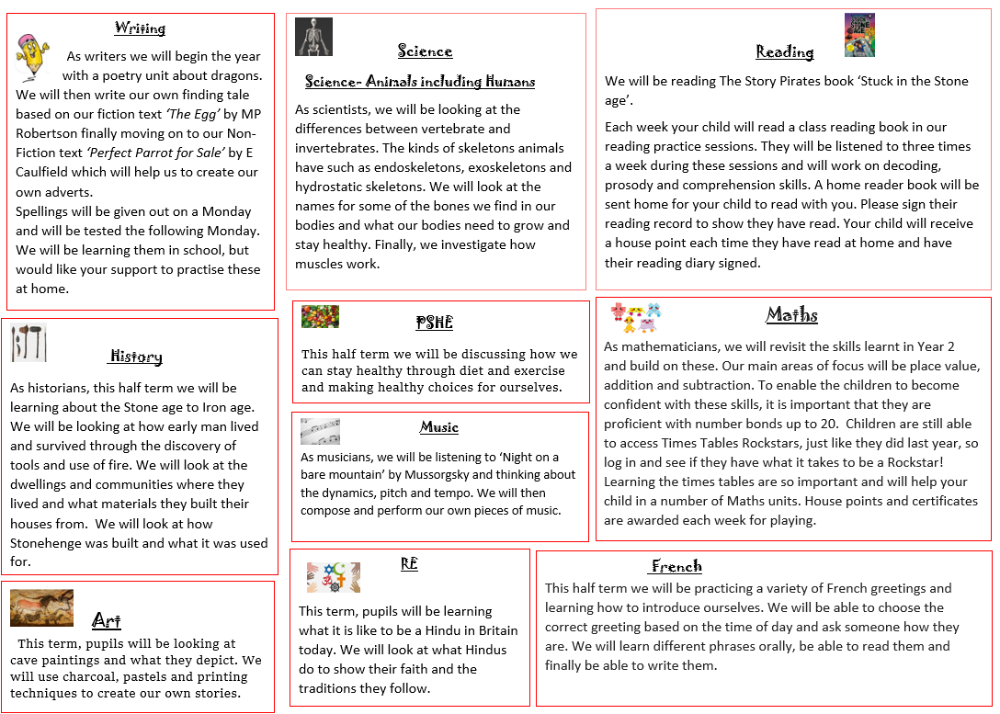 Writing
As writers we will begin the year
with a poetry unit about dragons.
We will then write our own finding tale
based on our fiction text ‘The Egg’ by MP
Robertson finally moving on to our Non-
Fiction text ‘Perfect Parrot for Sale’ by E
Caulfield which will help us to create our
own adverts.
Spellings will be given out on a Monday
and will be tested the following Monday.
We will be learning them in school, but
would like your support to practise these
at home.
Science
Science- Animals including Humans
As scientists, we will be looking at the
differences between vertebrate and
invertebrates. The kinds of skeletons animals
have such as endoskeletons, exoskeletons and
hydrostatic skeletons. We will look at the
names for some of the bones we find in our
bodies and what our bodies need to grow and
stay healthy. Finally, we investigate how
muscles work.
STONE
AGE
Reading
We will be reading The Story Pirates book ‘Stuck in the Stone
age’.
Each week your child will read a class reading book in our
reading practice sessions. They will be listened to three times
a week during these sessions and will work on decoding,
prosody and comprehension skills. A home reader book will be
sent home for your child to read with you. Please sign their
reading record to show they have read. Your child will receive
a house point each time they have read at home and have
their reading diary signed.
History
As historians, this half term we will be
learning about the Stone age to Iron age.
We will be looking at how early man lived
and survived through the discovery of
tools and use of fire. We will look at the
dwellings and communities where they
lived and what materials they built their
houses from. We will look at how
Stonehenge was built and what it was used
for.
PSHE
This half term we will be discussing how we
can stay healthy through diet and exercise
and making healthy choices for ourselves.
Music
As musicians, we will be listening to ‘Night on a
bare mountain’ by Mussorgsky and thinking about
the dynamics, pitch and tempo. We will then
compose and perform our own pieces of music.
Maths
As mathematicians, we will revisit the skills learnt in Year 2
and build on these. Our main areas of focus will be place value,
addition and subtraction. To enable the children to become
confident with these skills, it is important that they are
proficient with number bonds up to 20. Children are still able
to access Times Tables Rockstars, just like they did last year, so
log in and see if they have what it takes to be a Rockstar!
Learning the times tables are so important and will help your
child in a number of Maths units. House points and certificates
are awarded each week for playing.
Art
This term, pupils will be looking at
cave paintings and what they depict. We
will use charcoal, pastels and printing
techniques to create our own stories.
RE
This term, pupils will be learning
what it is like to be a Hindu in Britain
today. We will look at what Hindus
do to show their faith and the
traditions they follow.
French
This half term we will be practicing a variety of French greetings and
learning how to introduce ourselves. We will be able to choose the
correct greeting based on the time of day and ask someone how they
are. We will learn different phrases orally, be able to read them and
finally be able to write them.